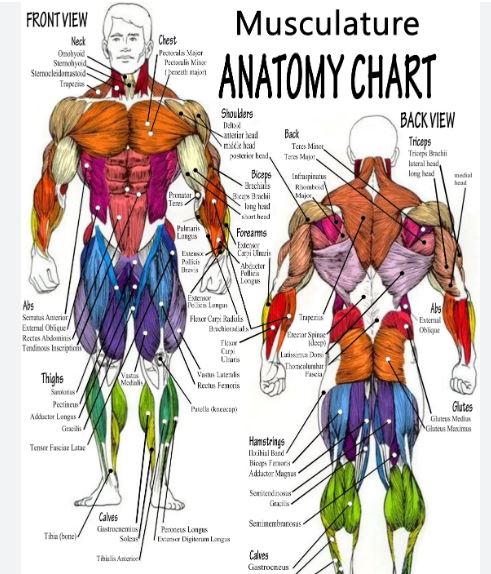 Musculature
ANATOMY CHART
FRONT VIEW
Neck
Omohyoid
Sternohyoid
Sternocleidomastoid
Trapezius
Chest
Pectoralis Major
Pectoralis Minor
(beneath major)
Shoulders
Deltoid
anterior head
middle head
posterior head
Biceps
Brachialis
Biceps Brachii
long head
short head
Pronator
Teres
Palmaris
Longus
Forearms
Extensor
Carpi Ulnaris
Extensor
Pollicis
Brevis
Abductor
Pollicis
Longus
Extensor
Pollicis Longus
Flexor Carpi Radialis
Brachioradialis
Flexor
Carpi
Ulnaris
Abs
Serratus Anterior
External Oblique
Rectus Abdominis
Tendinous Inscriptions
Thighs
Sartorius
Pectineus
Adductor Longus
Gracilis
Tensor Fasciae Latae
Vastus
Medialis
Vastus Lateralis
Rectus Femoris
Patella (kneecap)
Calves
Gastrocnemius
Soleus
Tibia (bone)
Tibialis Anterior
Peroneus Longus
Extensor Digitorum Longus
BACK VIEW
Back
Teres Minor
Teres Major
Infraspinatus
Rhomboid
Major
Triceps
Triceps Brachii
lateral head
long head
medial
head
Trapezius
Erector Spinae
(deep)
Latissimus Dorsi
Thoracolumbar
Fascia
Abs
External
Oblique
Glutes
Gluteus Medius
Gluteus Maximus
Hamstrings
Iliotibial Band
Biceps Femoris
Adductor Magnus
Semitendinosus
Gracilis
Semimembranosus
Calves